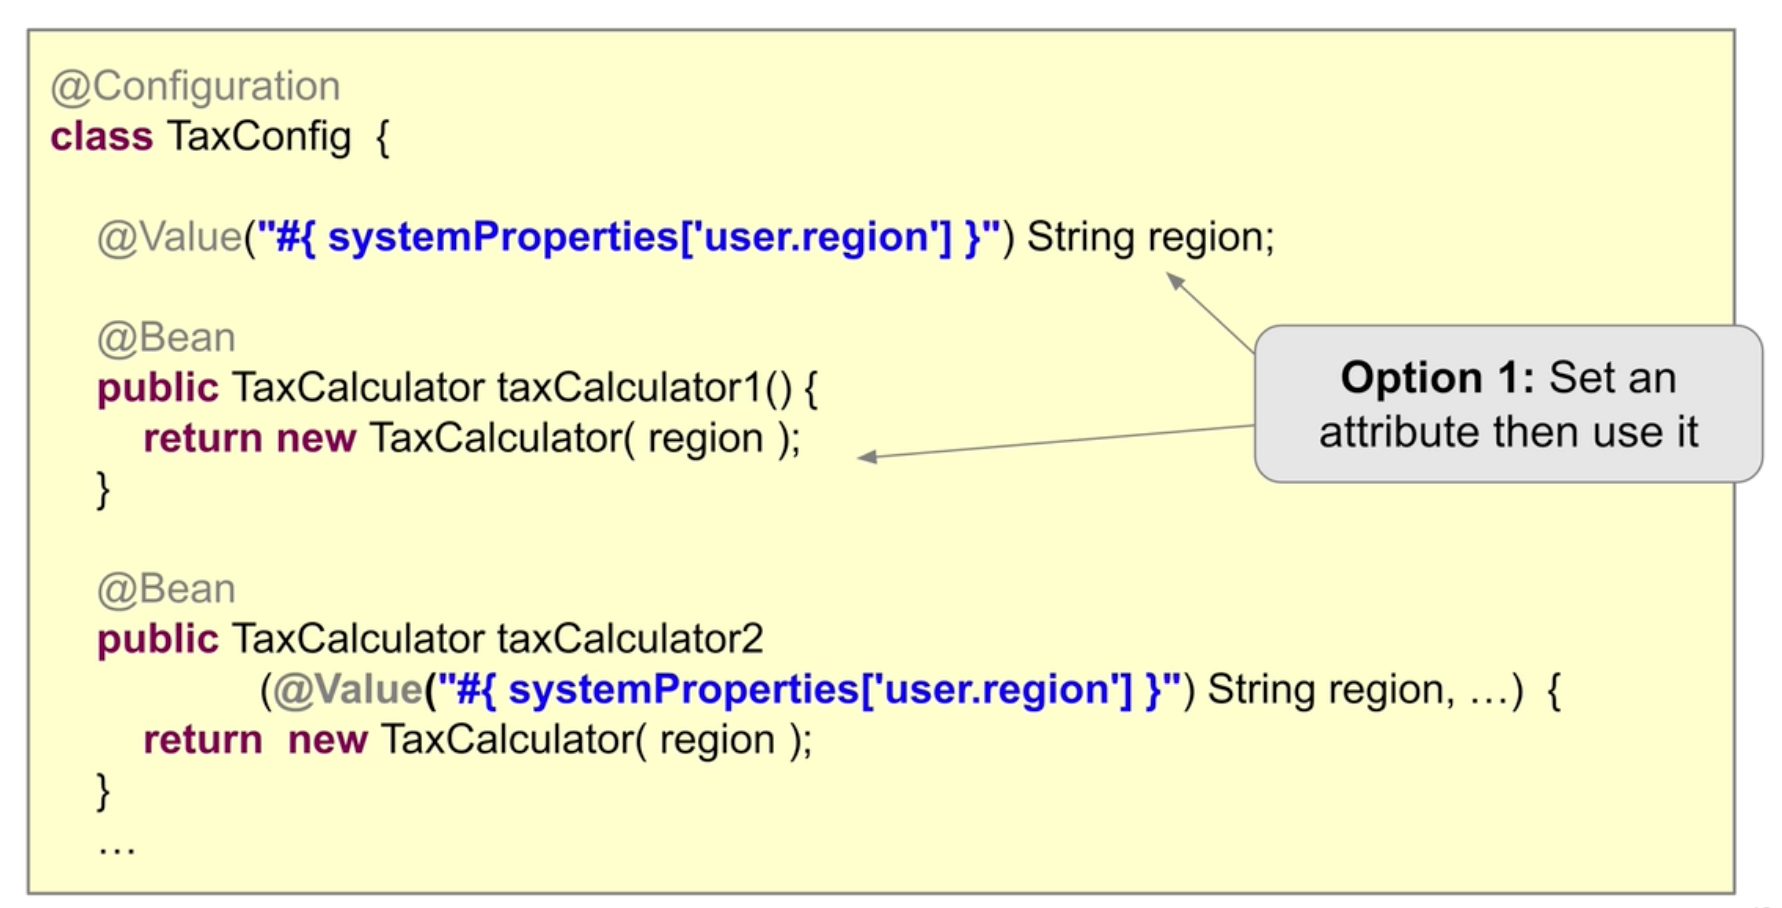 @Configuration
class TaxConfig {
@Value("#{ systemProperties['user.region'] }") String region;
@Bean
public TaxCalculator taxCalculator1() {
return new TaxCalculator( region );
}
Option 1: Set an
attribute then use it
@Bean
public TaxCalculator taxCalculator2
(@Value("#{ systemProperties['user.region'] }") String region, …) {
return new TaxCalculator( region );
}
…